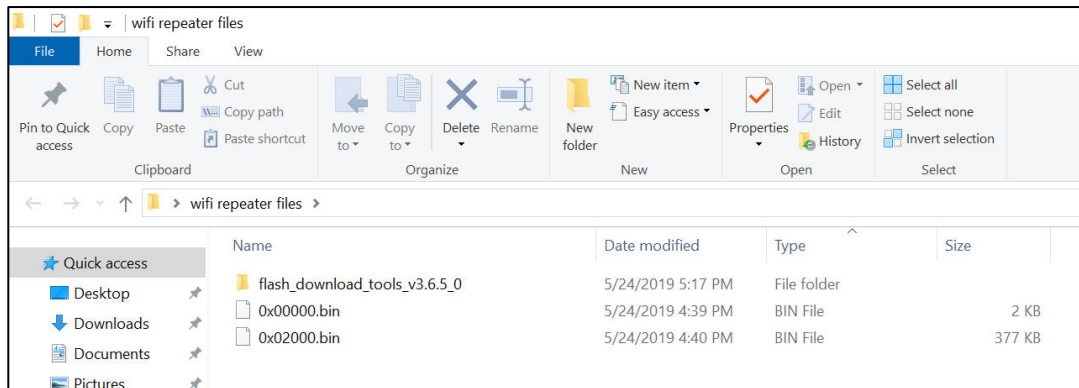 wifi repeater files
File Home Share View
Pin to Quick access
Copy
Paste
Cut
Copy path
Paste shortcut
Clipboard
Move to
Copy to
Delete
Rename
Organize
New folder
New item
Easy access
New
Properties
Open
Edit
History
Open
Select all
Select none
Invert selection
Select
wifi repeater files
Name Date modified Type Size
Quick access
Desktop
Downloads
Documents
Pictures
flash_download_tools_v3.6.5_0 5/24/2019 5:17 PM File folder
0x00000.bin 5/24/2019 4:39 PM BIN File 2 KB
0x02000.bin 5/24/2019 4:40 PM BIN File 377 KB